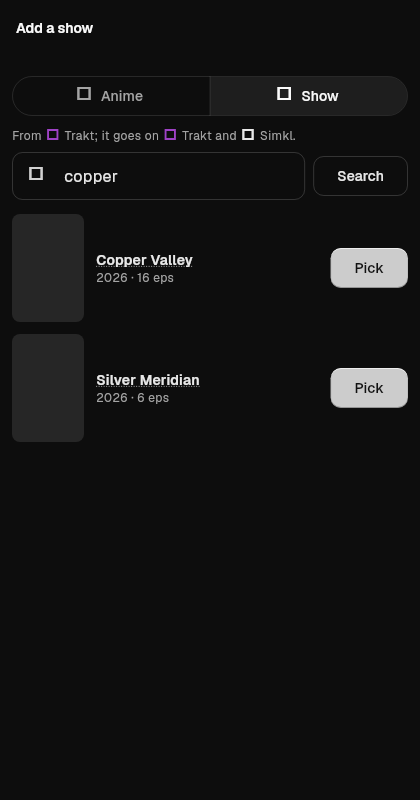 Add a show
Anime
Show
From Trakt; it goes on Trakt and Simkl.
copper
Search
Copper Valley
2026 · 16 eps
Pick
Silver Meridian
2026 · 6 eps
Pick